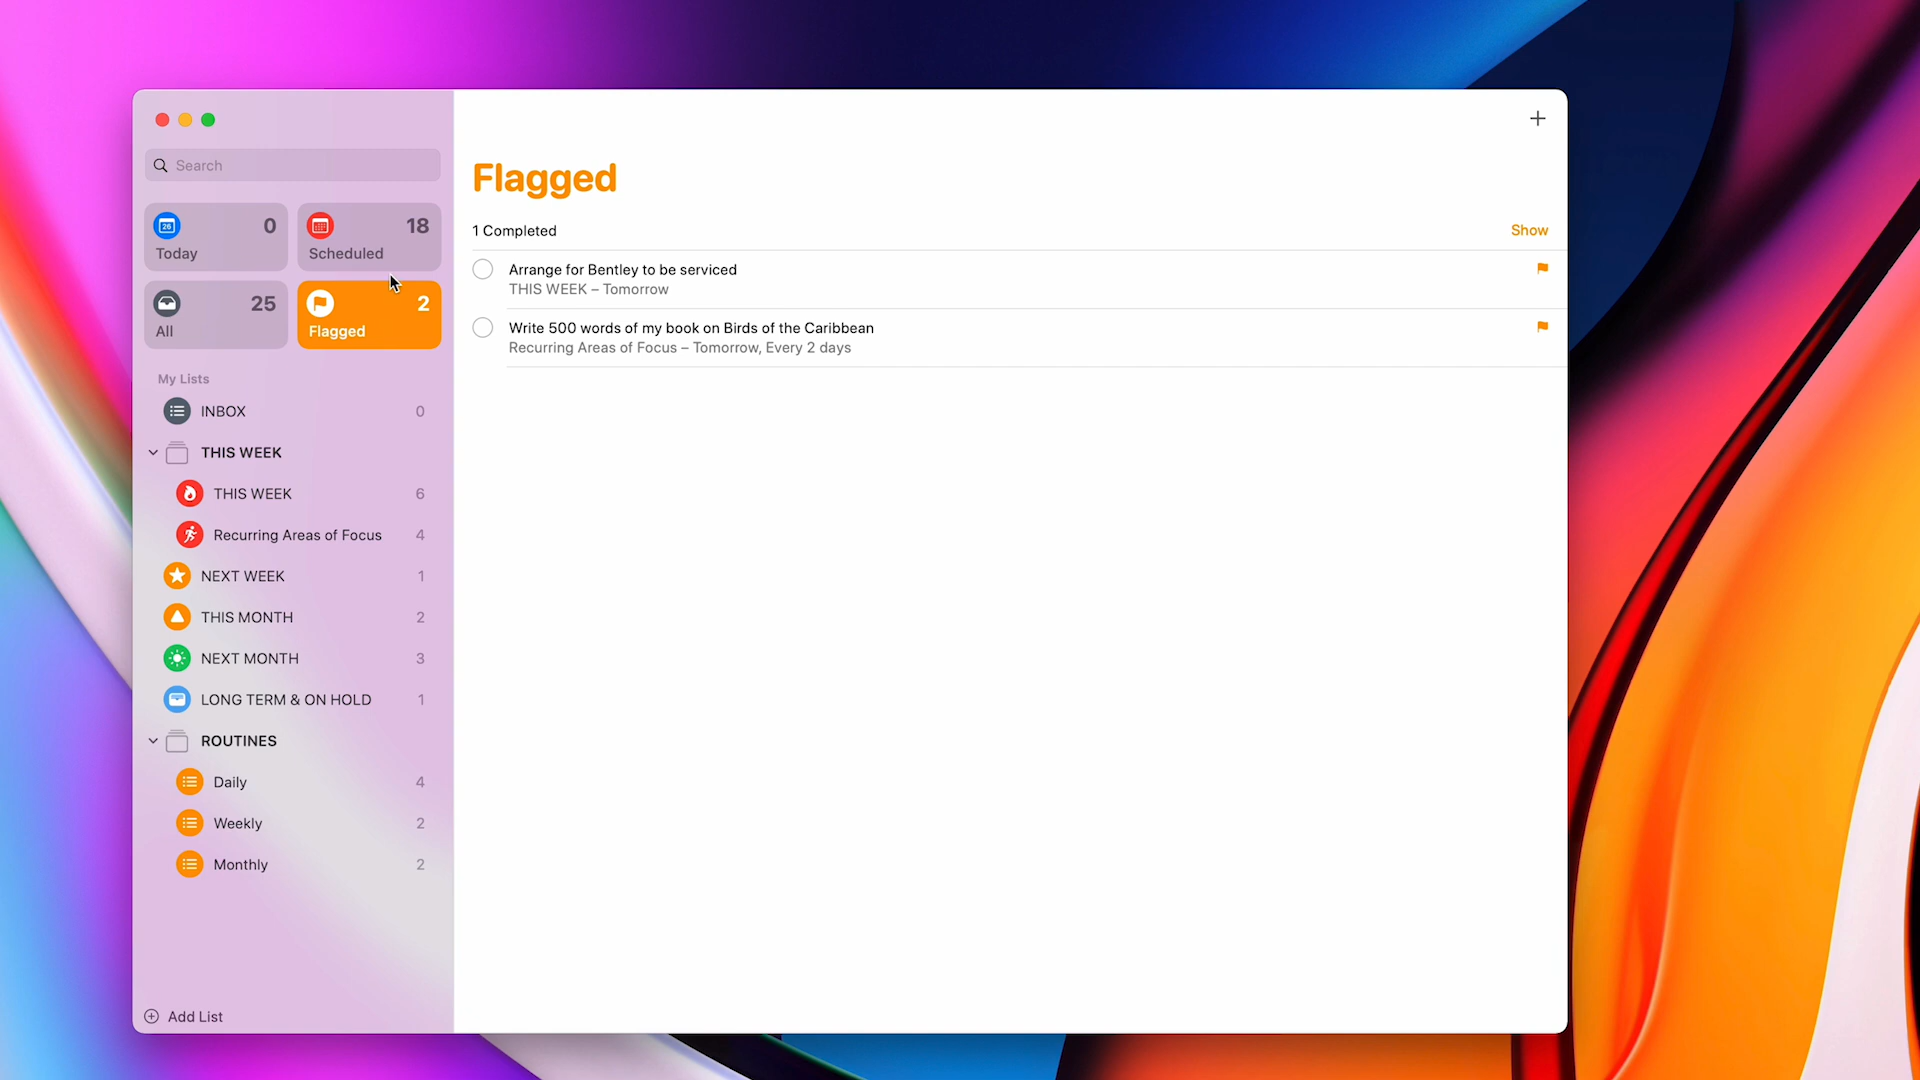 Search
26
0
Today
18
Scheduled
25
All
2
Flagged
My Lists
INBOX 0
THIS WEEK
THIS WEEK 6
Recurring Areas of Focus 4
NEXT WEEK 1
THIS MONTH 2
NEXT MONTH 3
LONG TERM & ON HOLD 1
ROUTINES
Daily 4
Weekly 2
Monthly 2
Add List
Flagged
1 Completed Show
Arrange for Bentley to be serviced
THIS WEEK – Tomorrow
Write 500 words of my book on Birds of the Caribbean
Recurring Areas of Focus – Tomorrow, Every 2 days